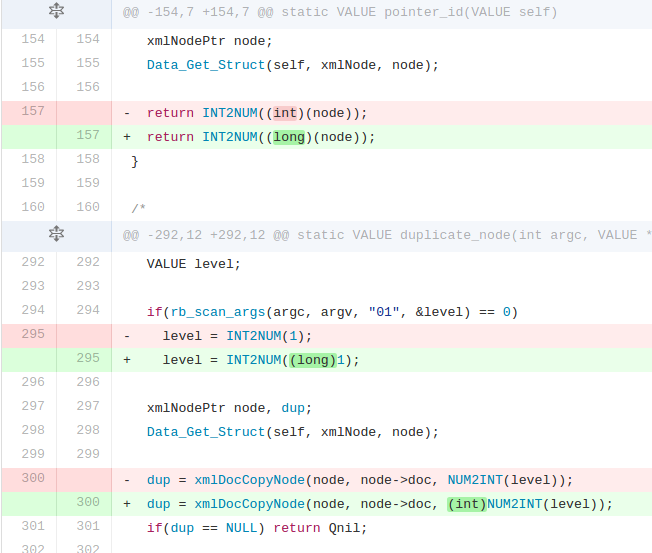 @@ -154,7 +154,7 @@ static VALUE pointer_id(VALUE self)
154 154 xmlNodePtr node;
155 155 Data_Get_Struct(self, xmlNode, node);
156 156
157 - return INT2NUM((int)(node));
157 + return INT2NUM((long)(node));
158 158 }
159 159
160 160 /*
@@ -292,12 +292,12 @@ static VALUE duplicate_node(int argc, VALUE *
292 292 VALUE level;
293 293
294 294 if(rb_scan_args(argc, argv, "01", &level) == 0)
295 - level = INT2NUM(1);
295 + level = INT2NUM((long)1);
296 296
297 297 xmlNodePtr node, dup;
298 298 Data_Get_Struct(self, xmlNode, node);
299 299
300 - dup = xmlDocCopyNode(node, node->doc, NUM2INT(level));
300 + dup = xmlDocCopyNode(node, node->doc, (int)NUM2INT(level));
301 301 if(dup == NULL) return Qnil;
302 302